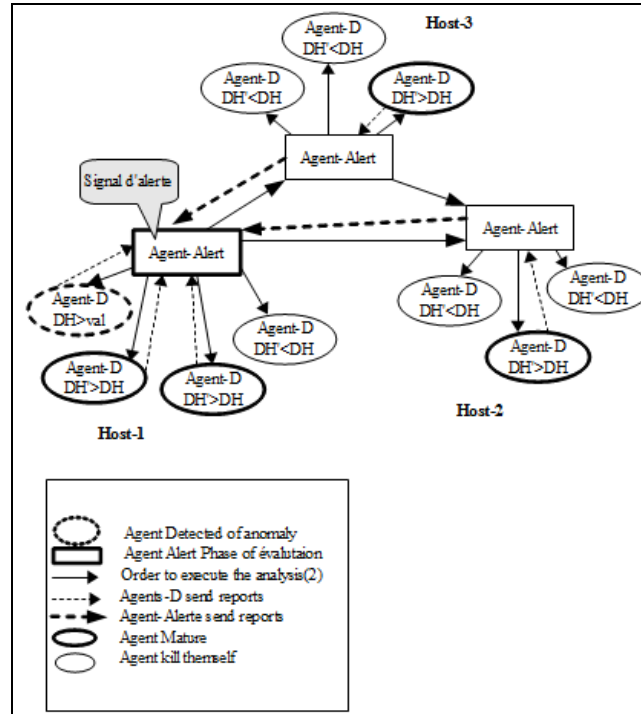 Agent-D
DH'<DH
Host-3
Agent-D
DH'<DH
Agent-D
DH'>DH
Agent-Alert
Signal d'alerte
Agent-Alert
Agent-Alert
Agent-D
DH>val
Agent-D
DH'<DH
Agent-D
DH'<DH
Agent-D
DH'<DH
Agent-D
DH'>DH
Agent-D
DH'>DH
Agent-D
DH'>DH
Host-1
Host-2
Agent Detected of anomaly
Agent Alert Phase of évalutaion
Order to execute the analysis(2)
Agents-D send reports
Agent-Alerte send reports
Agent Mature
Agent kill themself